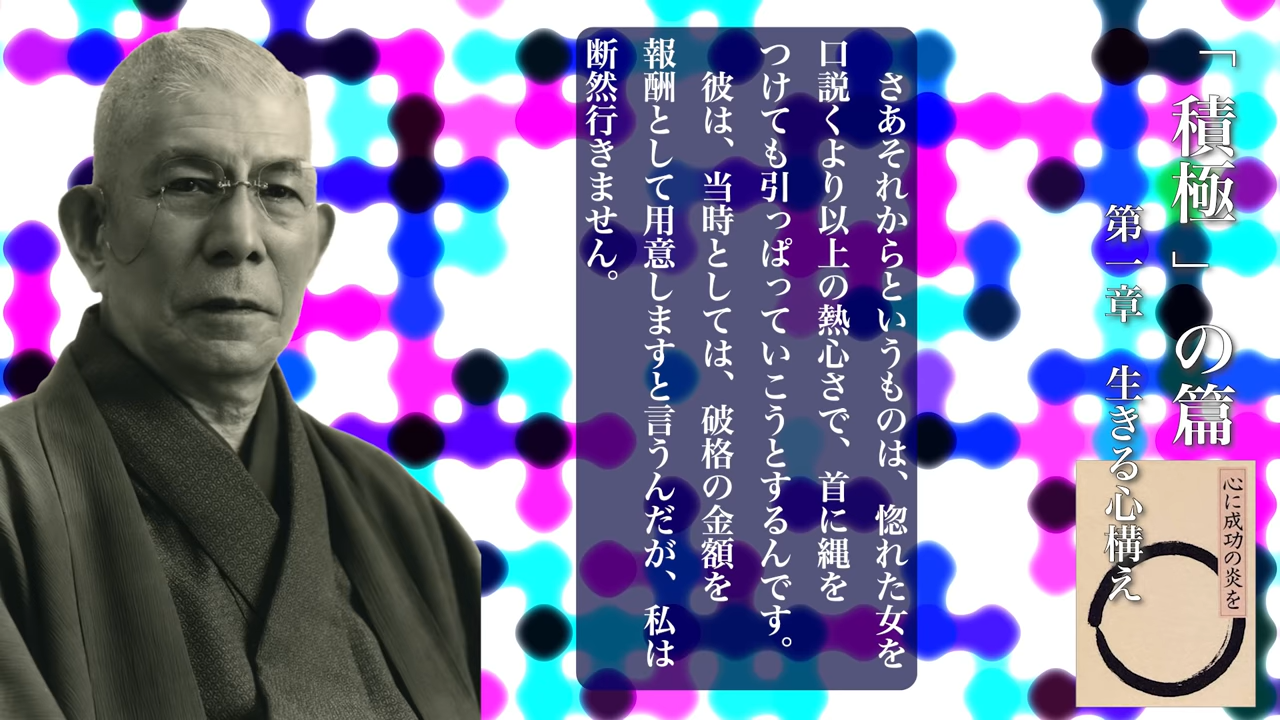 「積極」の篇
第一章　生きる心構え
心に成功の炎を
さあそれからというものは、惚れた女を
口説くより以上の熱心さで、首に縄を
つけても引っぱっていこうとするんです。
彼は、当時としては、破格の金額を
報酬として用意しますと言うんだが、私は
断然行きません。